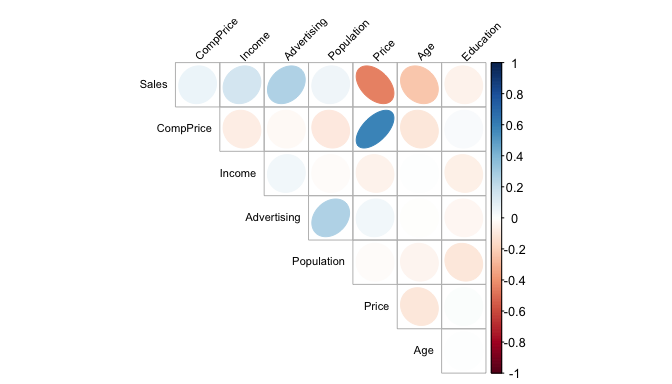 CompPrice
Income
Advertising
Population
Price
Age
Education
Sales
CompPrice
Income
Advertising
Population
Price
Age
1
0.8
0.6
0.4
0.2
0
-0.2
-0.4
-0.6
-0.8
-1